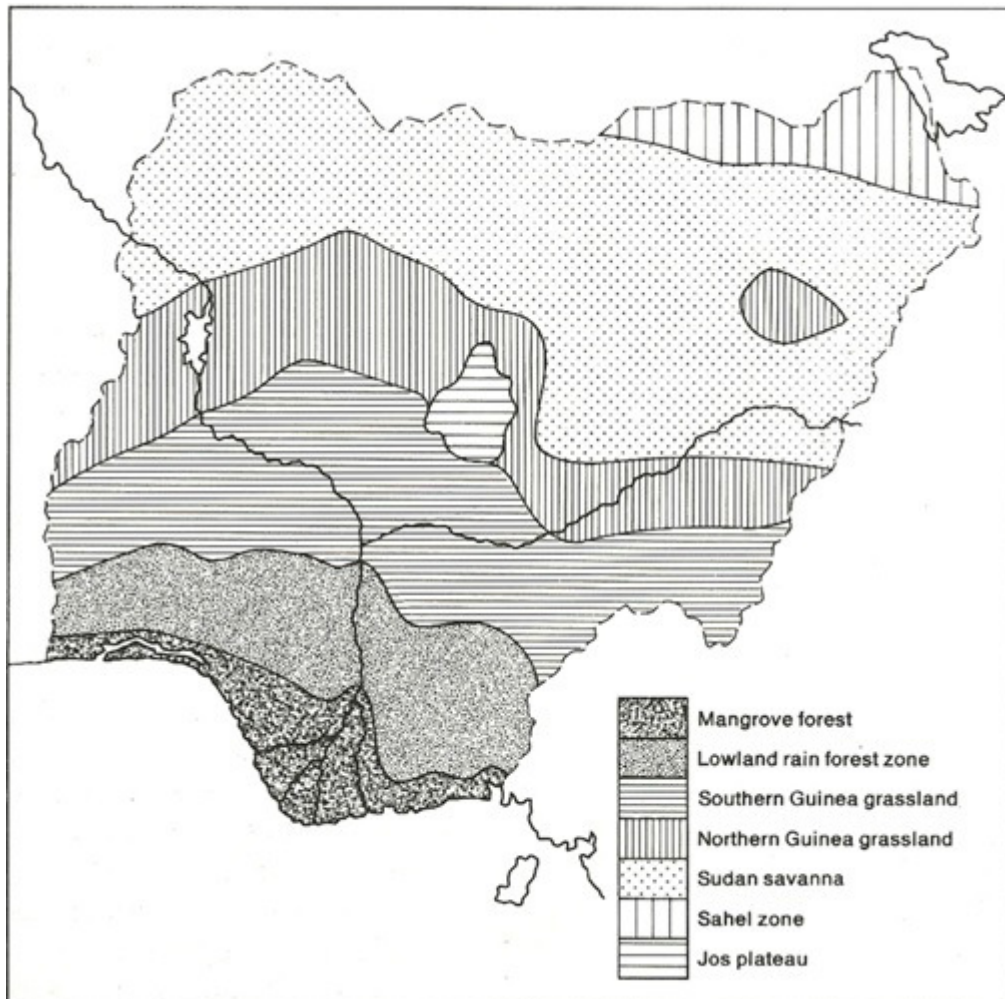 Mangrove forest
Lowland rain forest zone
Southern Guinea grassland
Northern Guinea grassland
Sudan savanna
Sahel zone
Jos plateau